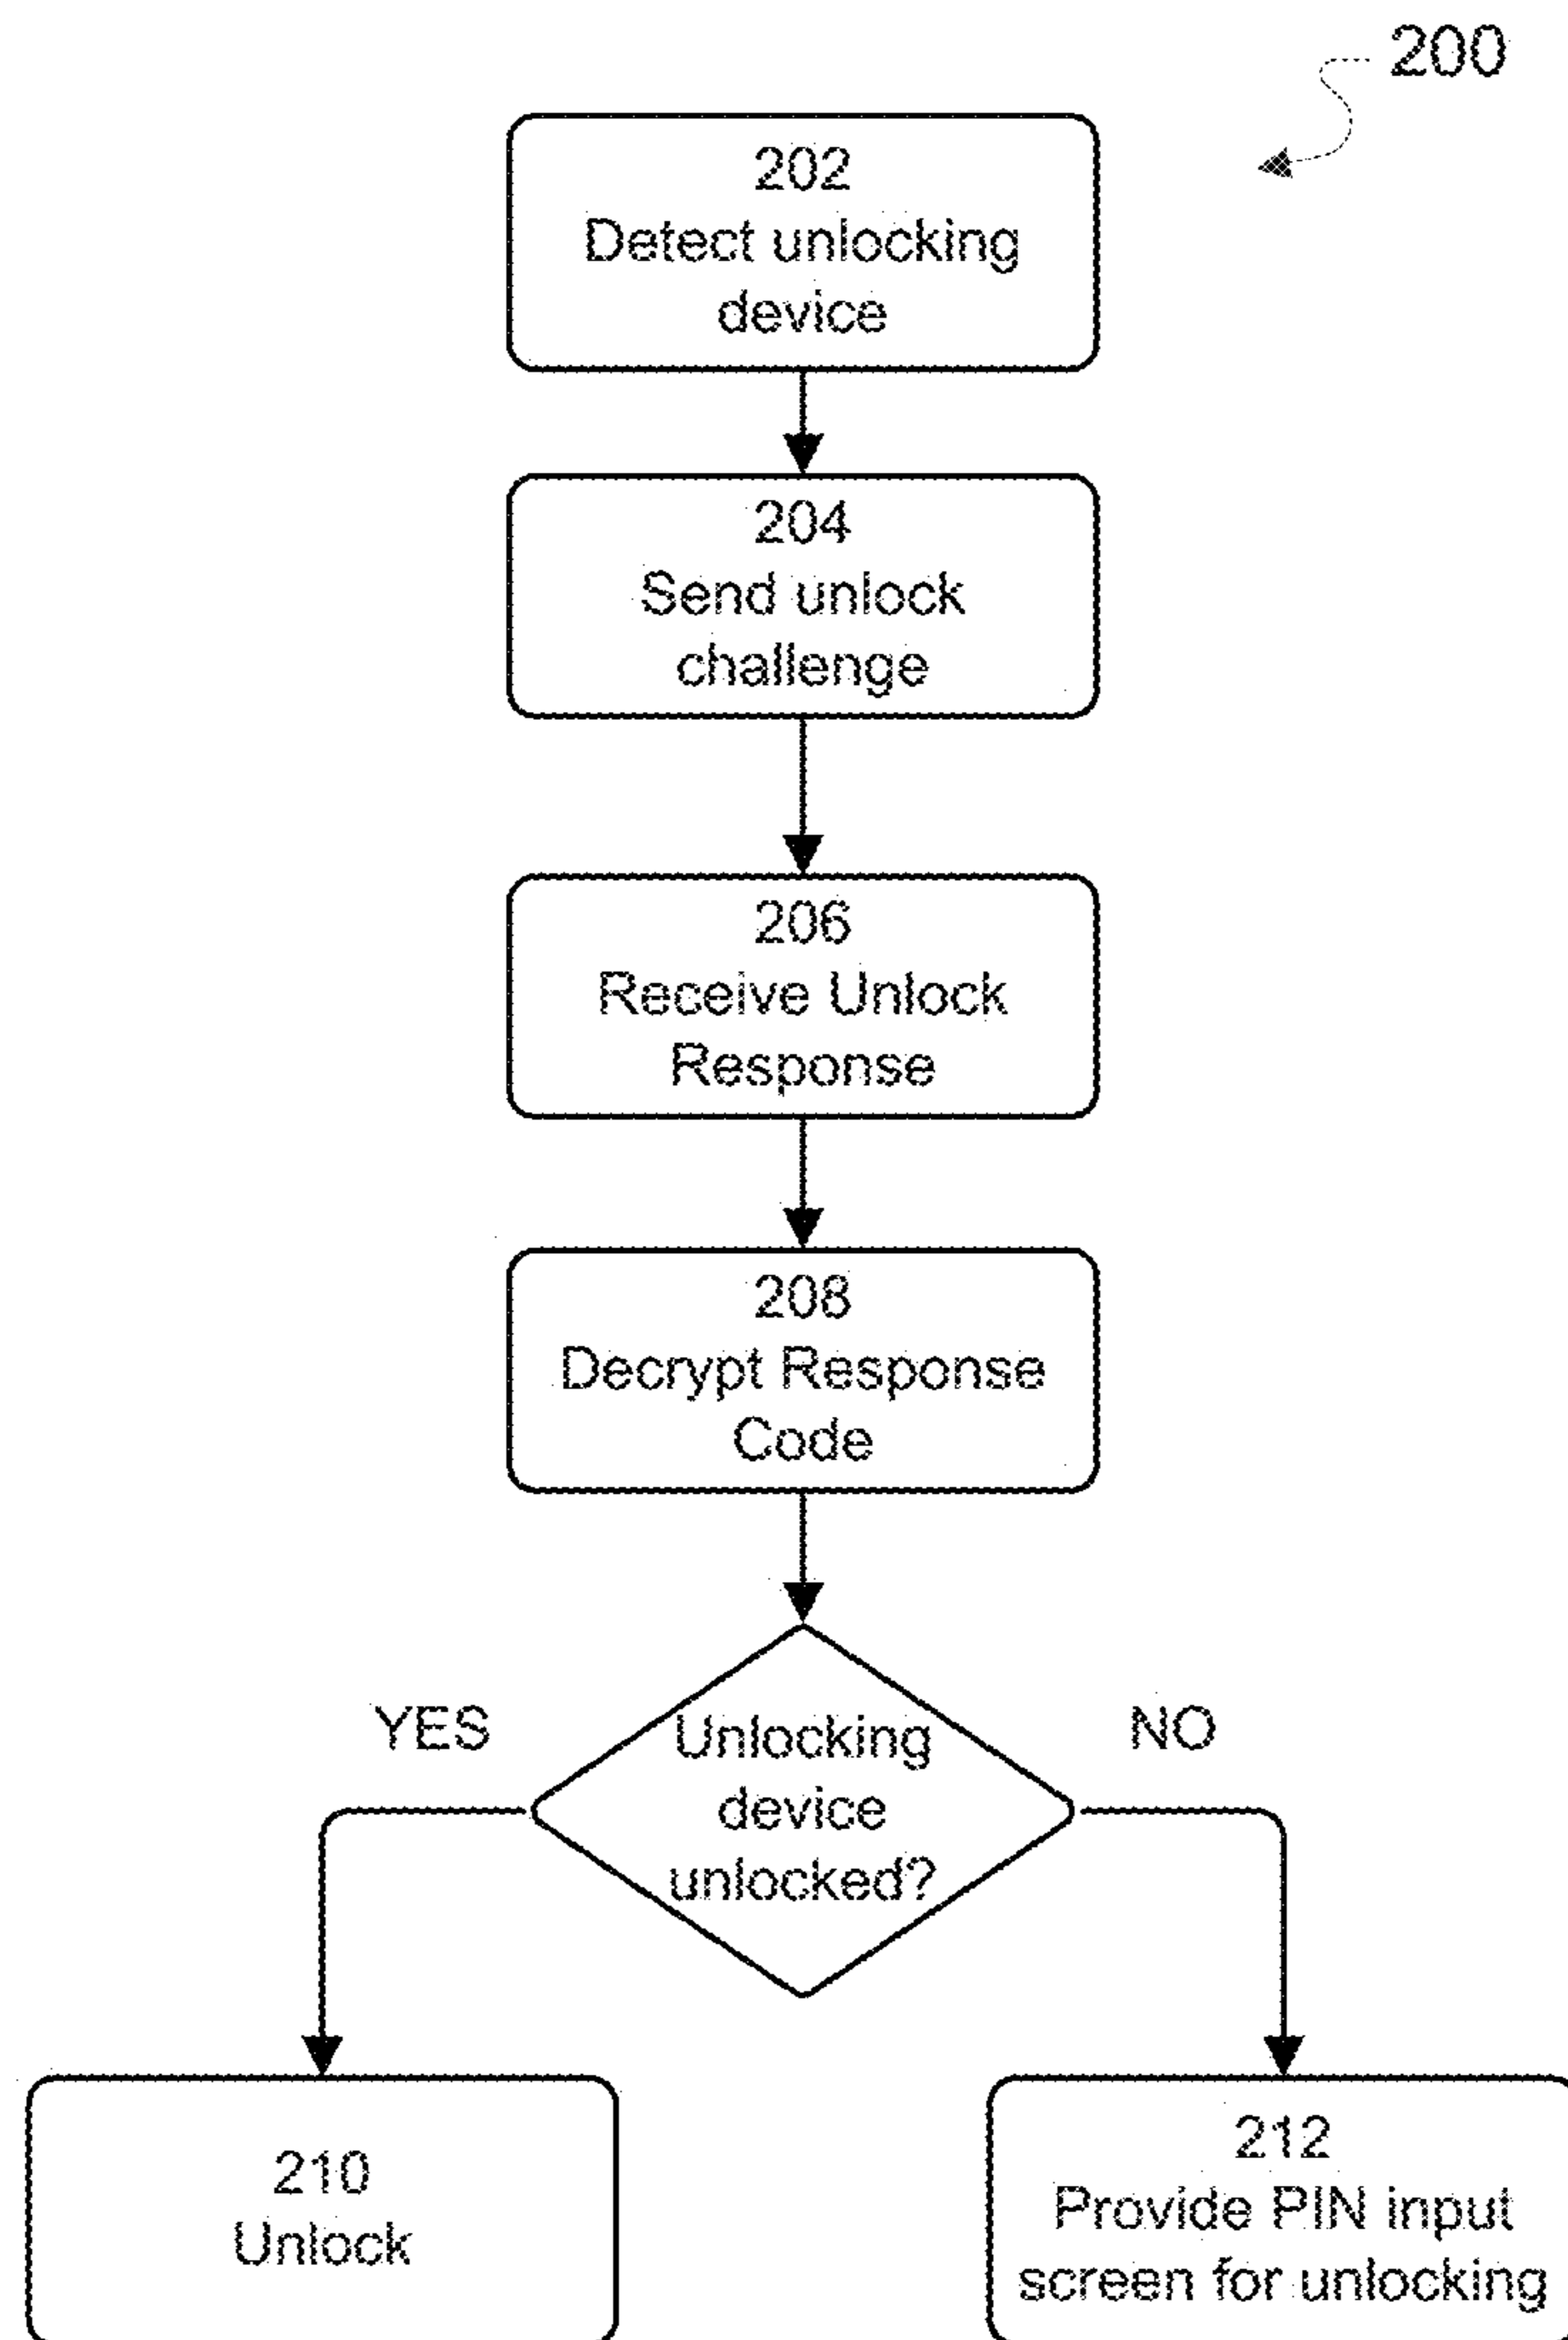 200
202
Detect unlocking
device
204
Send unlock
challenge
206
Receive Unlock
Response
208
Decrypt Response
Code
YES
Unlocking
device
unlocked?
NO
210
Unlock
212
Provide PIN input
screen for unlocking